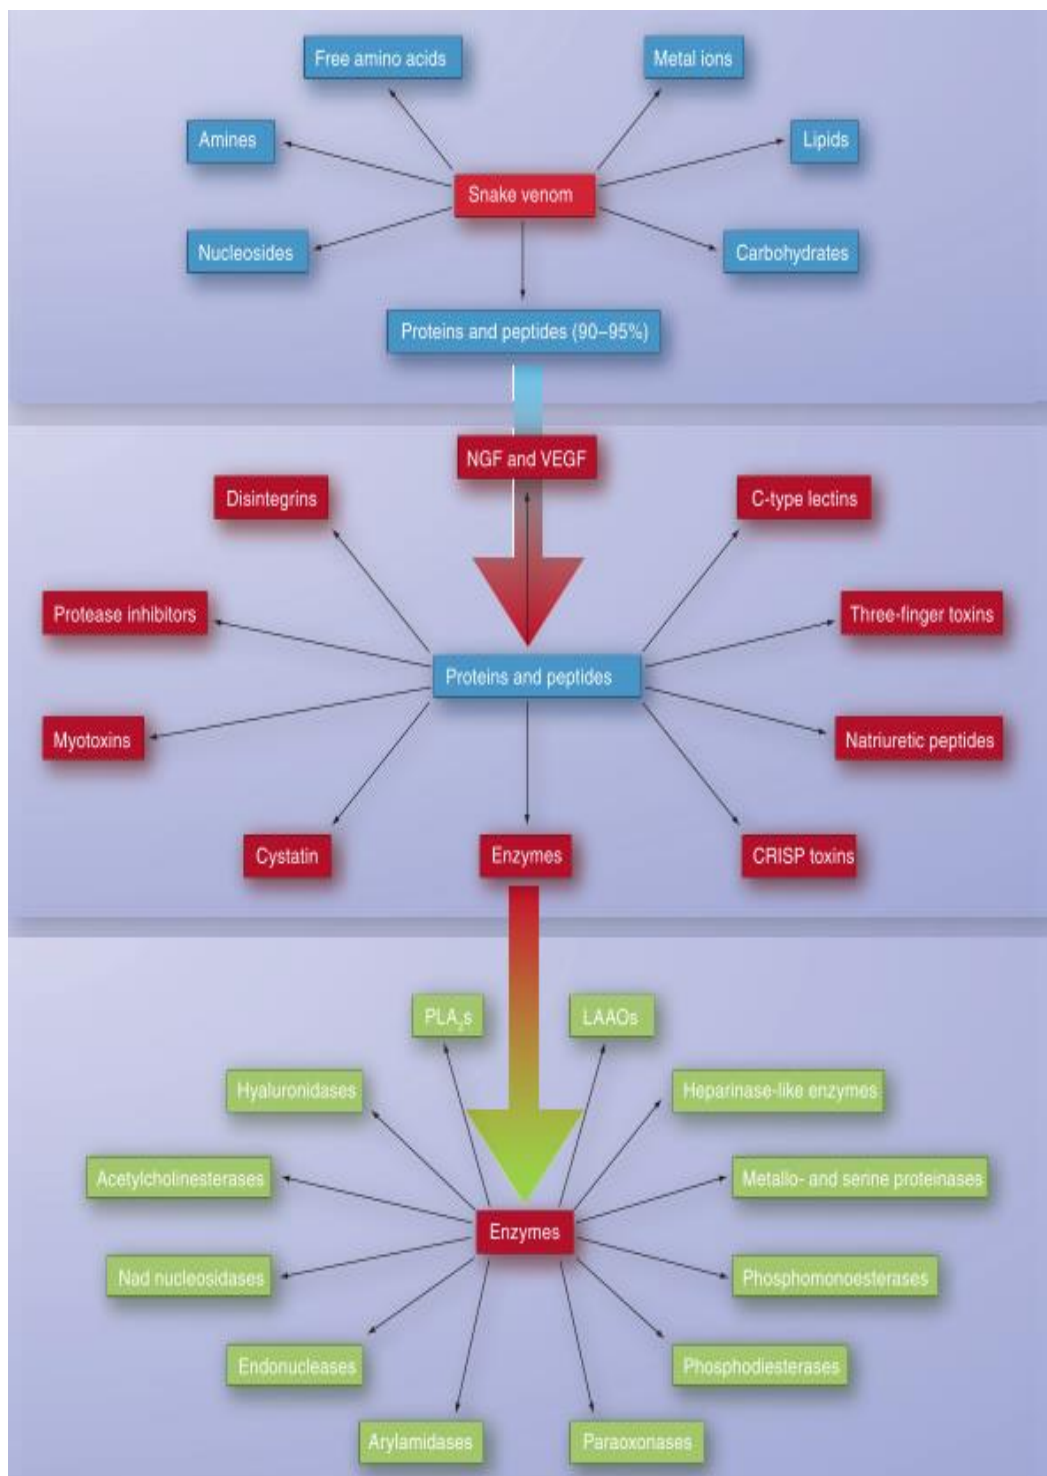 Free amino acids
Metal ions
Amines
Lipids
Snake venom
Nucleosides
Carbohydrates
Proteins and peptides (90–95%)
NGF and VEGF
Disintegrins
C-type lectins
Protease inhibitors
Three-finger toxins
Proteins and peptides
Myotoxins
Natriuretic peptides
Cystatin
Enzymes
CRISP toxins
PLA₂s
LAAOs
Hyaluronidases
Heparinase-like enzymes
Acetylcholinesterases
Metallo- and serine proteinases
Enzymes
Nad nucleosidases
Phosphomonoesterases
Endonucleases
Phosphodiesterases
Arylamidases
Paraoxonases